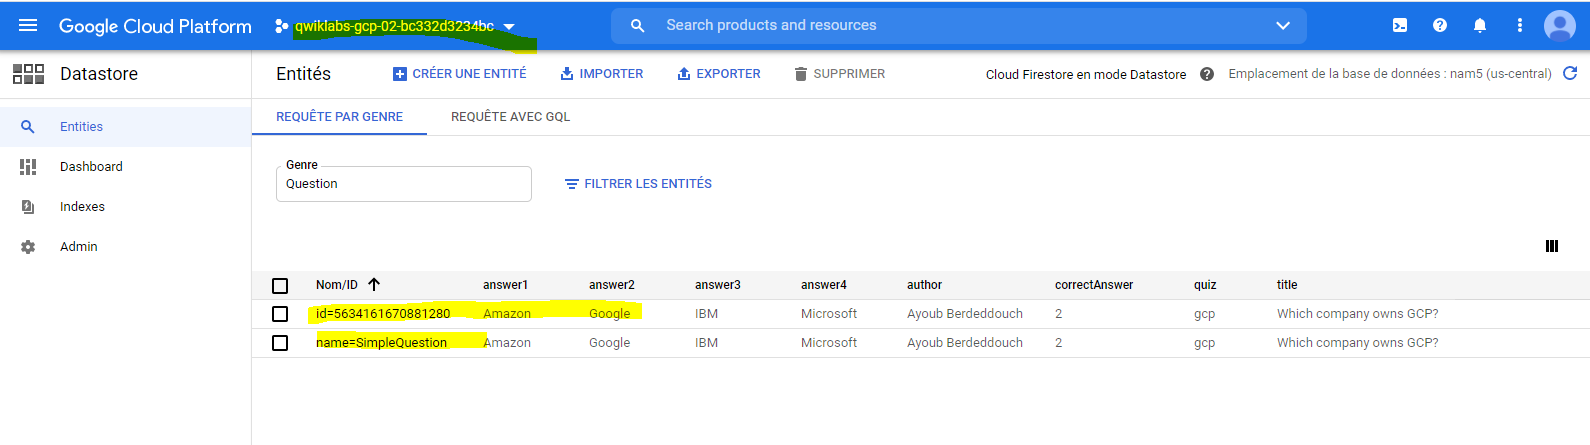 Google Cloud Platform qwiklabs-gcp-02-bc332d3234bc Search products and resources
Datastore
Entities
Dashboard
Indexes
Admin
Entités CRÉER UNE ENTITÉ IMPORTER EXPORTER SUPPRIMER Cloud Firestore en mode Datastore Emplacement de la base de données : nam5 (us-central)
REQUÊTE PAR GENRE REQUÊTE AVEC GQL
Genre
Question FILTRER LES ENTITÉS
Nom/ID answer1 answer2 answer3 answer4 author correctAnswer quiz title
id=5634161670881280 Amazon Google IBM Microsoft Ayoub Berdeddouch 2 gcp Which company owns GCP?
name=SimpleQuestion Amazon Google IBM Microsoft Ayoub Berdeddouch 2 gcp Which company owns GCP?